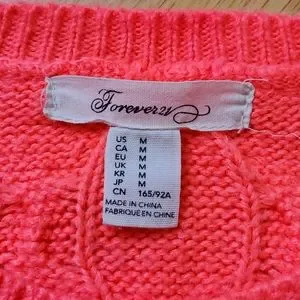 Forever21
US M
CA M
EU M
UK M
KR M
JP M
CN 165/92A
MADE IN CHINA
FABRIQUÉ EN CHINE